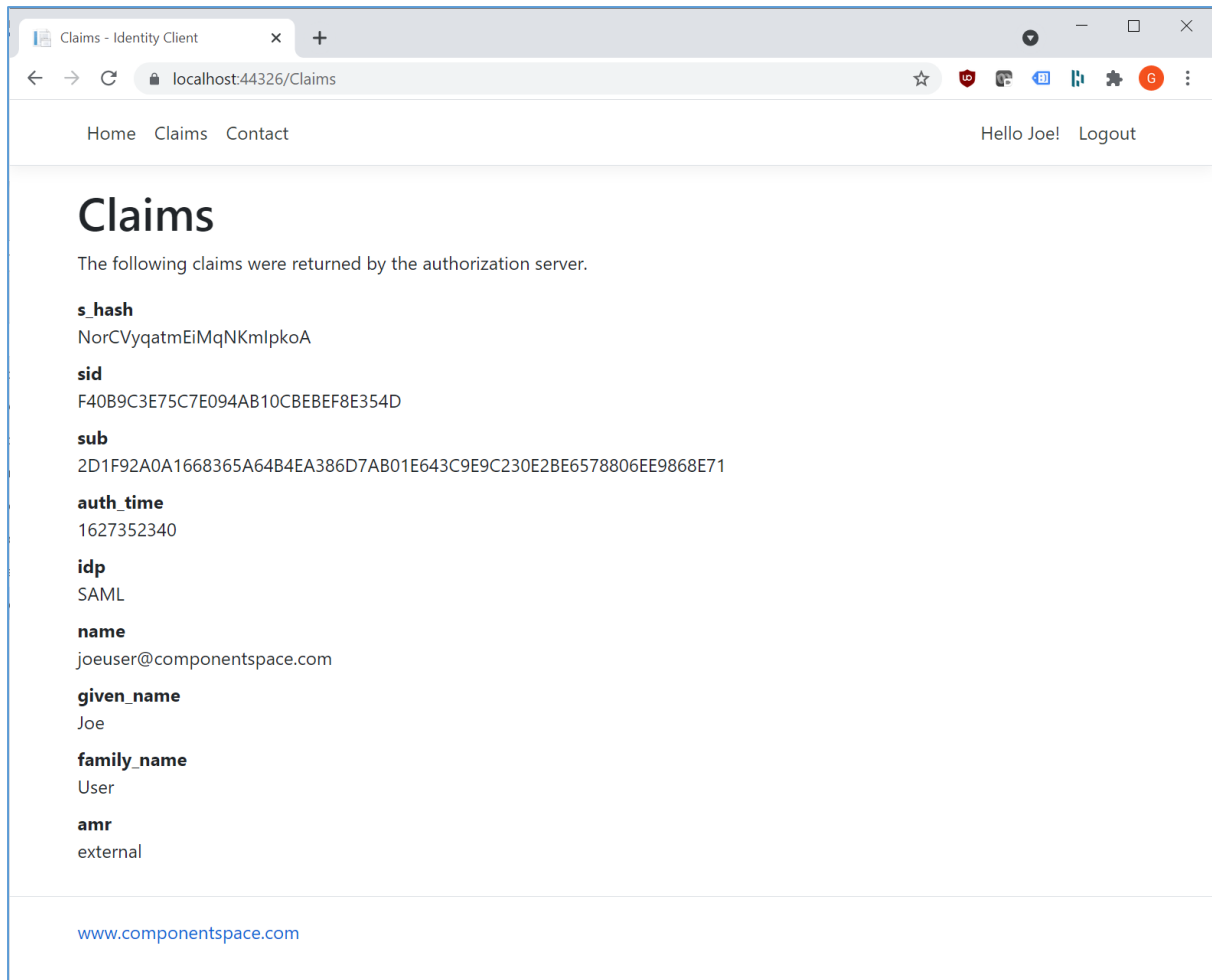 Claims - Identity Client
localhost:44326/Claims
G
Home Claims Contact Hello Joe! Logout
Claims
The following claims were returned by the authorization server.
s_hash
NorCVyqatmEiMqNKmIpkoA
sid
F40B9C3E75C7E094AB10CBEBEF8E354D
sub
2D1F92A0A1668365A64B4EA386D7AB01E643C9E9C230E2BE6578806EE9868E71
auth_time
1627352340
idp
SAML
name
joeuser@componentspace.com
given_name
Joe
family_name
User
amr
external
www.componentspace.com